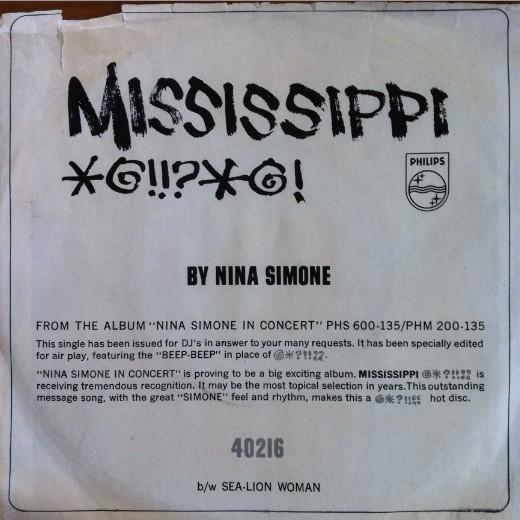 MISSISSIPPI
*@!!?*@!
PHILIPS
BY NINA SIMONE
FROM THE ALBUM "NINA SIMONE IN CONCERT" PHS 600-135/PHM 200-135
This single has been issued for DJ's in answer to your many requests. It has been specially edited
for air play, featuring the "BEEP-BEEP" in place of @*?!!??.
"NINA SIMONE IN CONCERT" is proving to be a big exciting album. MISSISSIPPI @*?!!?? is
receiving tremendous recognition. It may be the most topical selection in years.This outstanding
message song, with the great "SIMONE" feel and rhythm, makes this a @*?!!¢¢ hot disc.
40216
b/w SEA-LION WOMAN